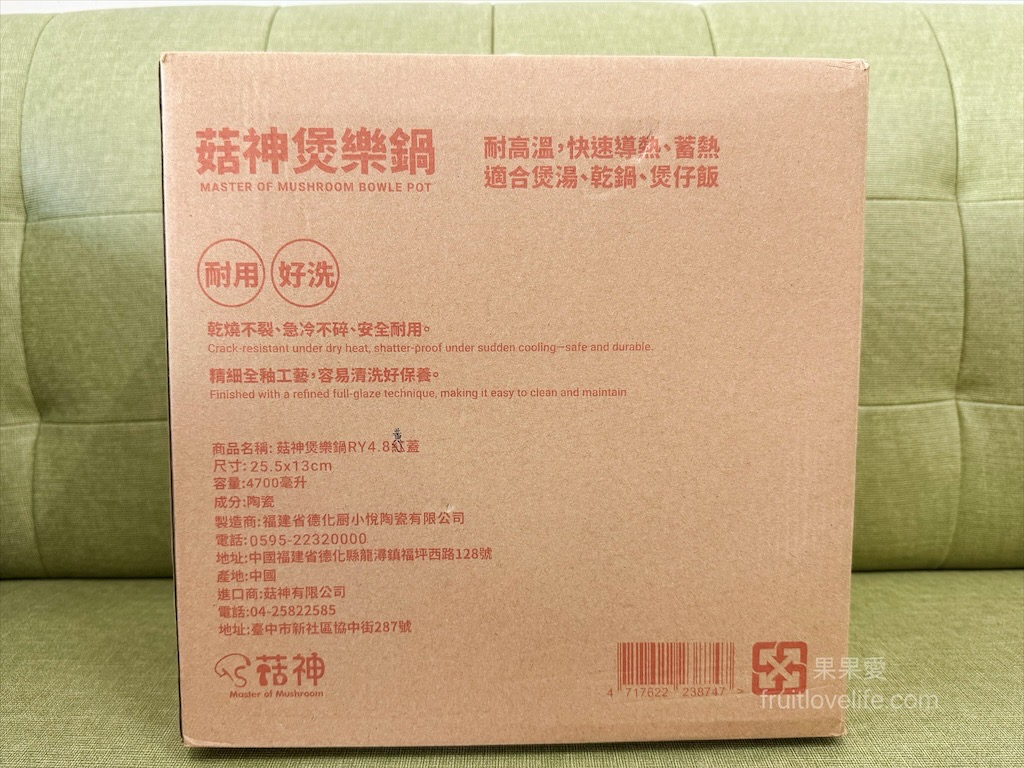 菇神煲樂鍋
MASTER OF MUSHROOM BOWLE POT
耐高溫,快速導熱、蓄熱
適合煲湯、乾鍋、煲仔飯
耐用 好洗
乾燒不裂、急冷不碎、安全耐用。
Crack-resistant under dry heat, shatter-proof under sudden cooling—safe and durable.
精細全釉工藝,容易清洗好保養。
Finished with a refined full-glaze technique, making it easy to clean and maintain
黃
商品名稱: 菇神煲樂鍋RY4.8紅蓋
尺寸: 25.5x13cm
容量:4700毫升
成分:陶瓷
製造商:福建省德化厨小悅陶瓷有限公司
電話:0595-22320000
地址:中國福建省德化縣龍潯鎮福坪西路128號
產地:中國
進口商:菇神有限公司
電話:04-25822585
地址:臺中市新社區協中街287號
菇神
Master of Mushroom
4 717622 238747 >
果果愛
fruitlovelife.com